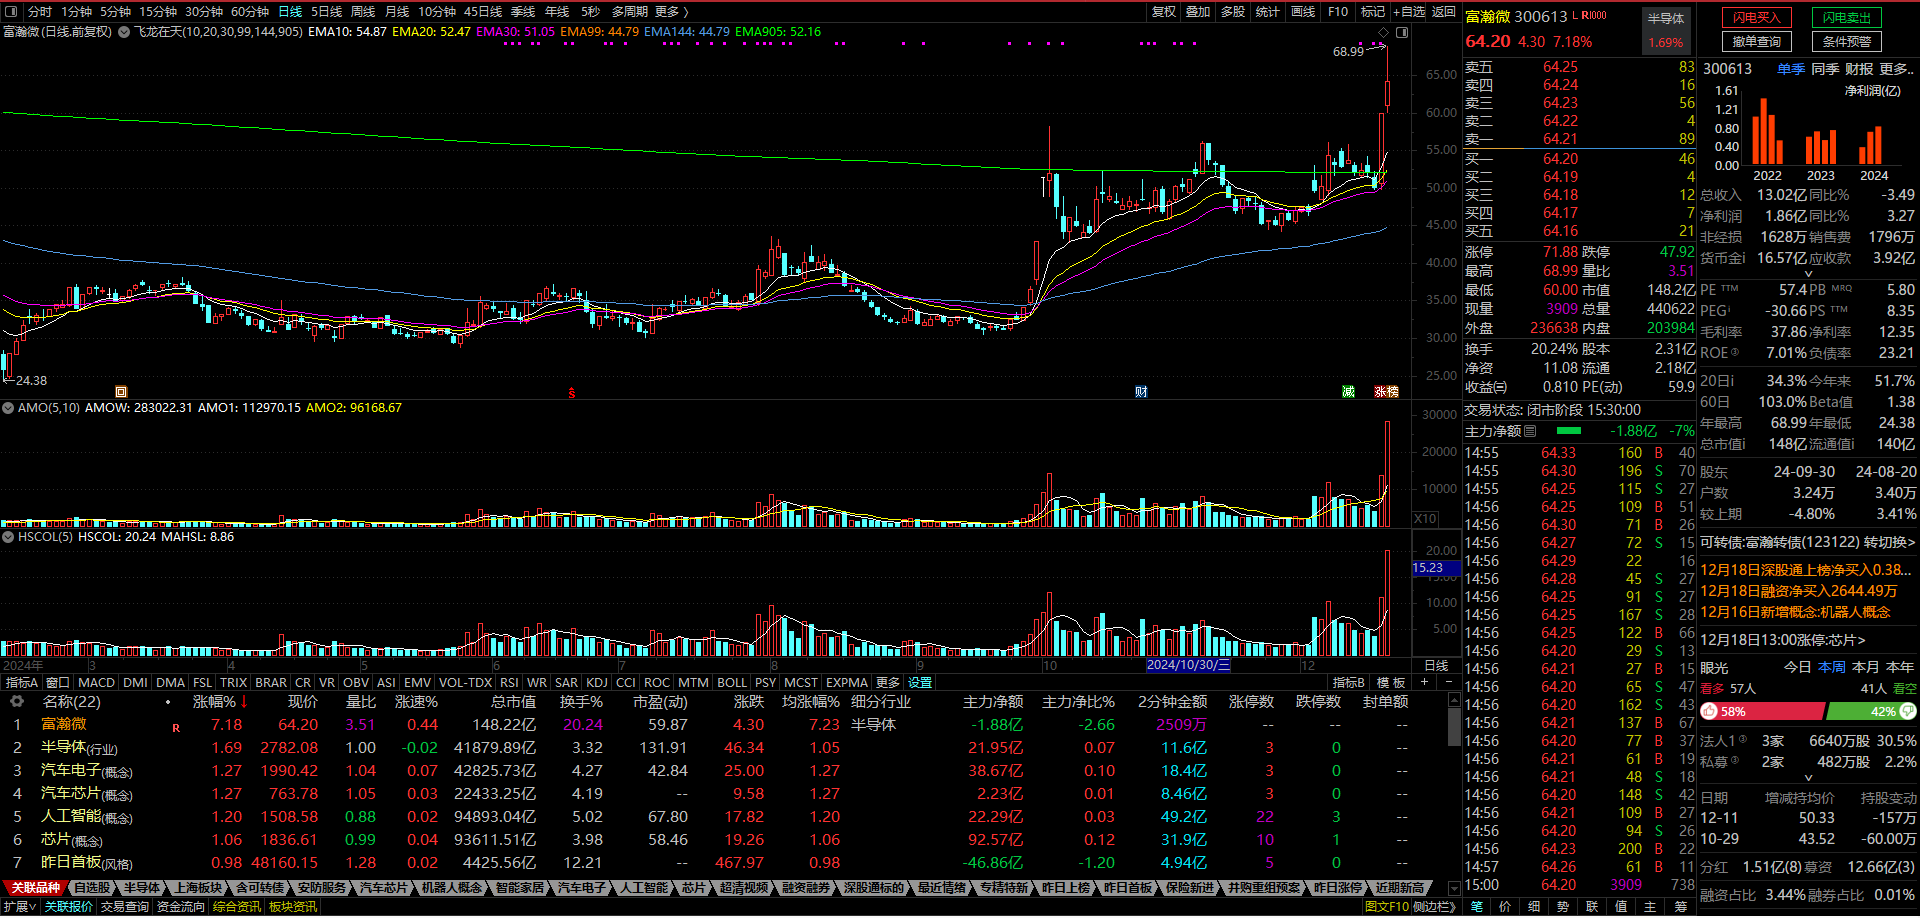 分时 1分钟 5分钟 15分钟 30分钟 60分钟 日线 5日线 周线 月线 10分钟 45日线 季线 年线 5秒 多周期 更多 〉 复权 叠加 多股 统计 画线 F10 标记 +自选 返回
富瀚微(日线.前复权) 飞龙在天(10,20,30,99,144,905) EMA10: 54.87 EMA20: 52.47 EMA30: 51.05 EMA99: 44.79 EMA144: 44.79 EMA905: 52.16
68.99
65.00
60.00
55.00
50.00
45.00
40.00
35.00
30.00
25.00
24.38
回 S 财 减 涨榜
AMO(5,10) AMOW: 283022.31 AMO1: 112970.15 AMO2: 96168.67
30000
20000
10000
X10
HSCOL(5) HSCOL: 20.24 MAHSL: 8.86
20.00
15.23
15.00
10.00
5.00
2024年 3 4 5 6 7 8 9 10 2024/10/30/三 12 日线
指标A 窗口 MACD DMI DMA FSL TRIX BRAR CR VR OBV ASI EMV VOL-TDX RSI WR SAR KDJ CCI ROC MTM BOLL PSY MCST EXPMA 更多 设置 指标B 模板 + −
名称(22) 涨幅%↓ 现价 量比 涨速% 总市值 换手% 市盈(动) 涨跌 均涨幅% 细分行业 主力净额 主力净比% 2分钟金额 涨停数 跌停数 封单额
1 富瀚微 R 7.18 64.20 3.51 0.44 148.22亿 20.24 59.87 4.30 7.23 半导体 -1.88亿 -2.66 2509万 -- -- --
2 半导体(行业) 1.69 2782.08 1.00 -0.02 41879.89亿 3.32 131.91 46.34 1.05 21.95亿 0.07 11.6亿 3 0 --
3 汽车电子(概念) 1.27 1990.42 1.04 0.07 42825.73亿 4.27 42.84 25.00 1.27 38.67亿 0.10 18.4亿 3 0 --
4 汽车芯片(概念) 1.27 763.78 1.05 0.03 22433.25亿 4.19 -- 9.58 1.27 2.23亿 0.01 8.46亿 3 0 --
5 人工智能(概念) 1.20 1508.58 0.88 0.02 94893.04亿 5.02 67.80 17.82 1.20 22.29亿 0.03 49.2亿 22 3 --
6 芯片(概念) 1.06 1836.61 0.99 0.04 93611.51亿 3.98 58.46 19.26 1.06 92.57亿 0.12 31.9亿 10 1 --
7 昨日首板(风格) 0.98 48160.15 1.28 0.02 4425.56亿 12.21 -- 467.97 0.98 -46.86亿 -1.20 4.94亿 5 0 --
关联品种 自选股 半导体 上海板块 含可转债 安防服务 汽车芯片 机器人概念 智能家居 汽车电子 人工智能 芯片 超清视频 融资融券 深股通标的 最近情绪 专精特新 昨日上榜 昨日首板 保险新进 并购重组预案 昨日涨停 近期新高
扩展∨ 关联报价 交易查询 资金流向 综合资讯 板块资讯 图文F10 侧边栏》
富瀚微 300613 L R1000
64.20 4.30 7.18%
半导体
1.69%
卖五 64.25 83
卖四 64.24 16
卖三 64.23 56
卖二 64.22 4
卖一 64.21 89
买一 64.20 46
买二 64.19 4
买三 64.18 12
买四 64.17 7
买五 64.16 21
涨停 71.88 跌停 47.92
最高 68.99 量比 3.51
最低 60.00 市值 148.2亿
现量 3909 总量 440622
外盘 236638 内盘 203984
换手 20.24% 股本 2.31亿
净资 11.08 流通 2.18亿
收益㈢ 0.810 PE(动) 59.9
交易状态: 闭市阶段 15:30:00
主力净额 -1.88亿 -7%
14:55 64.33 160 B 40
14:55 64.30 196 S 70
14:55 64.25 115 S 27
14:56 64.25 109 B 51
14:56 64.30 71 B 26
14:56 64.27 72 S 15
14:56 64.29 22 16
14:56 64.28 45 S 27
14:56 64.25 91 S 27
14:56 64.25 167 S 28
14:56 64.25 122 B 66
14:56 64.20 29 S 13
14:56 64.21 27 B 15
14:56 64.20 65 S 47
14:56 64.20 162 S 43
14:56 64.21 137 B 67
14:56 64.20 77 B 37
14:56 64.21 61 B 19
14:56 64.21 48 S 18
14:56 64.20 148 S 42
14:56 64.21 109 B 27
14:56 64.20 94 S 26
14:56 64.23 200 B 22
14:57 64.26 61 B 11
15:00 64.20 3909 738
笔 价 细 势 联 值 主 筹
闪电买入 闪电卖出
撤单查询 条件预警
300613 单季 同季 财报 更多..
净利润(亿)
1.61
1.21
0.80
0.40
0.00
2022 2023 2024
总收入 13.02亿 同比% -3.49
净利润 1.86亿 同比% 3.27
非经损 1628万 销售费 1796万
货币金i 16.57亿 应收款 3.92亿
PE TTM 57.4 PB MRQ 5.80
PEG -30.66 PS TTM 8.35
毛利率 37.86 净利率 12.35
ROE③ 7.01% 负债率 23.21
20日i 34.3% 今年来 51.7%
60日 103.0% Beta值 1.38
年最高 68.99 年最低 24.38
总市值i 148亿 流通值i 140亿
股东 24-09-30 24-08-20
户数 3.24万 3.40万
较上期 -4.80% 3.41%
可转债:富瀚转债(123122) 转切换>
12月18日深股通上榜净买入0.38...
12月18日融资净买入2644.49万
12月16日新增概念:机器人概念
12月18日13:00涨停:芯片>
眼光 今日 本周 本月 本年
看多 57人 41人 看空
58% 42%
法人1③ 3家 6640万股 30.5%
私募③ 2家 482万股 2.2%
日期 增减持均价 持股变动
12-11 50.33 -157万
10-29 43.52 -60.00万
分红 1.51亿(8) 募资 12.66亿(3)
融资占比 3.44% 融券占比 0.01%